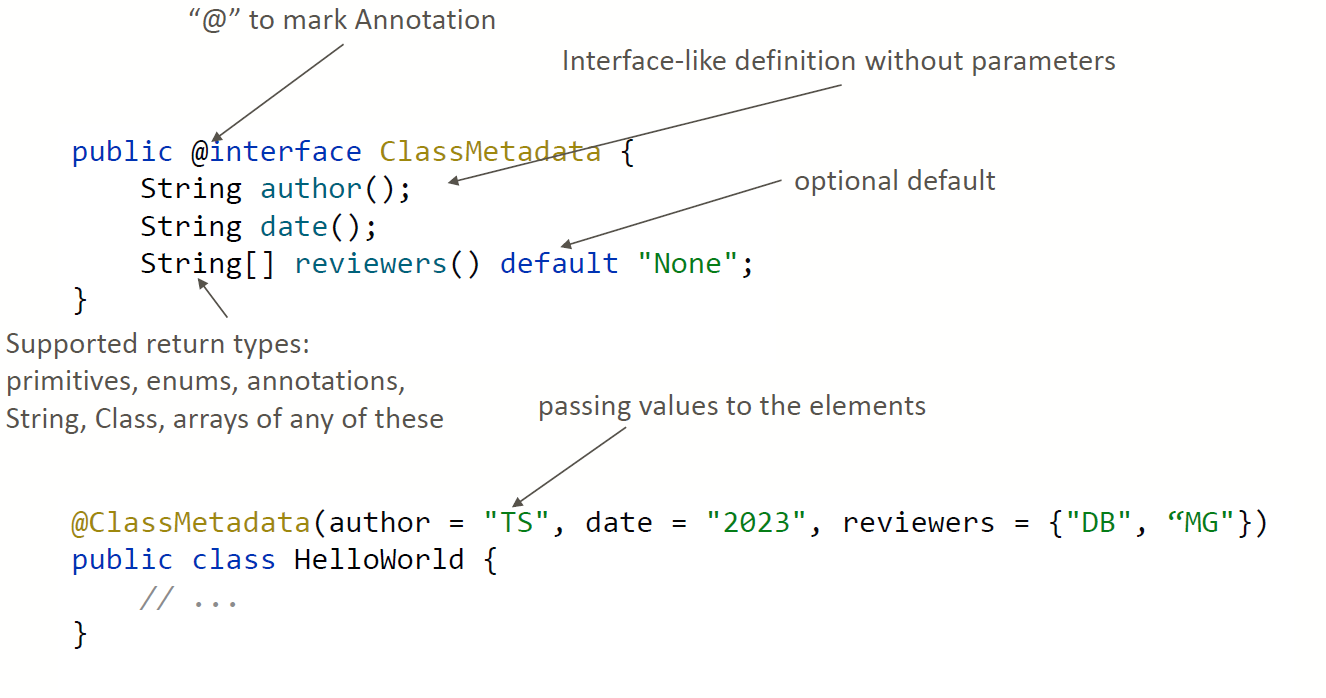 “@” to mark Annotation
Interface-like definition without parameters
public @interface ClassMetadata {
String author();
optional default
String date();
String[] reviewers() default "None";
}
Supported return types:
primitives, enums, annotations,
String, Class, arrays of any of these
passing values to the elements
@ClassMetadata(author = "TS", date = "2023", reviewers = {"DB", “MG"})
public class HelloWorld {
// ...
}